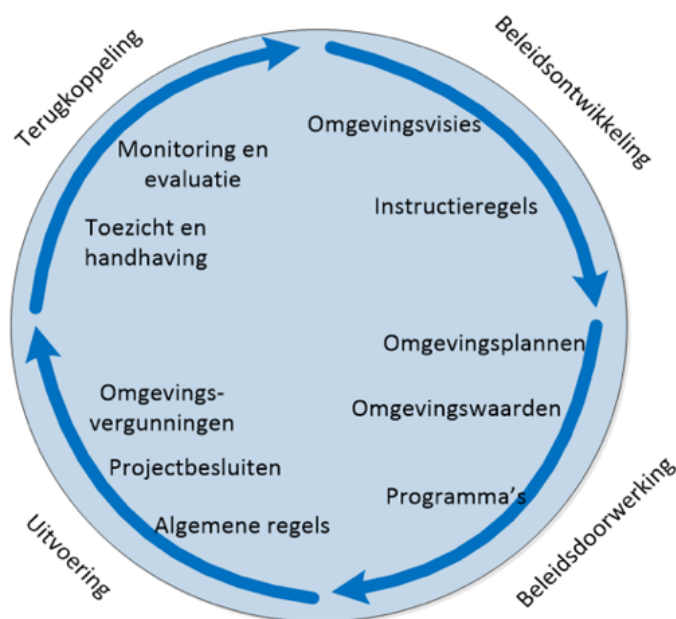 Terugkoppeling
Beleidsontwikkeling
Omgevingsvisies
Monitoring en
evaluatie
Instructieregels
Toezicht en
handhaving
Omgevingsplannen
Omgevings-
vergunningen
Omgevingswaarden
Projectbesluiten
Programma's
Algemene regels
Uitvoering
Beleidsdoorwerking